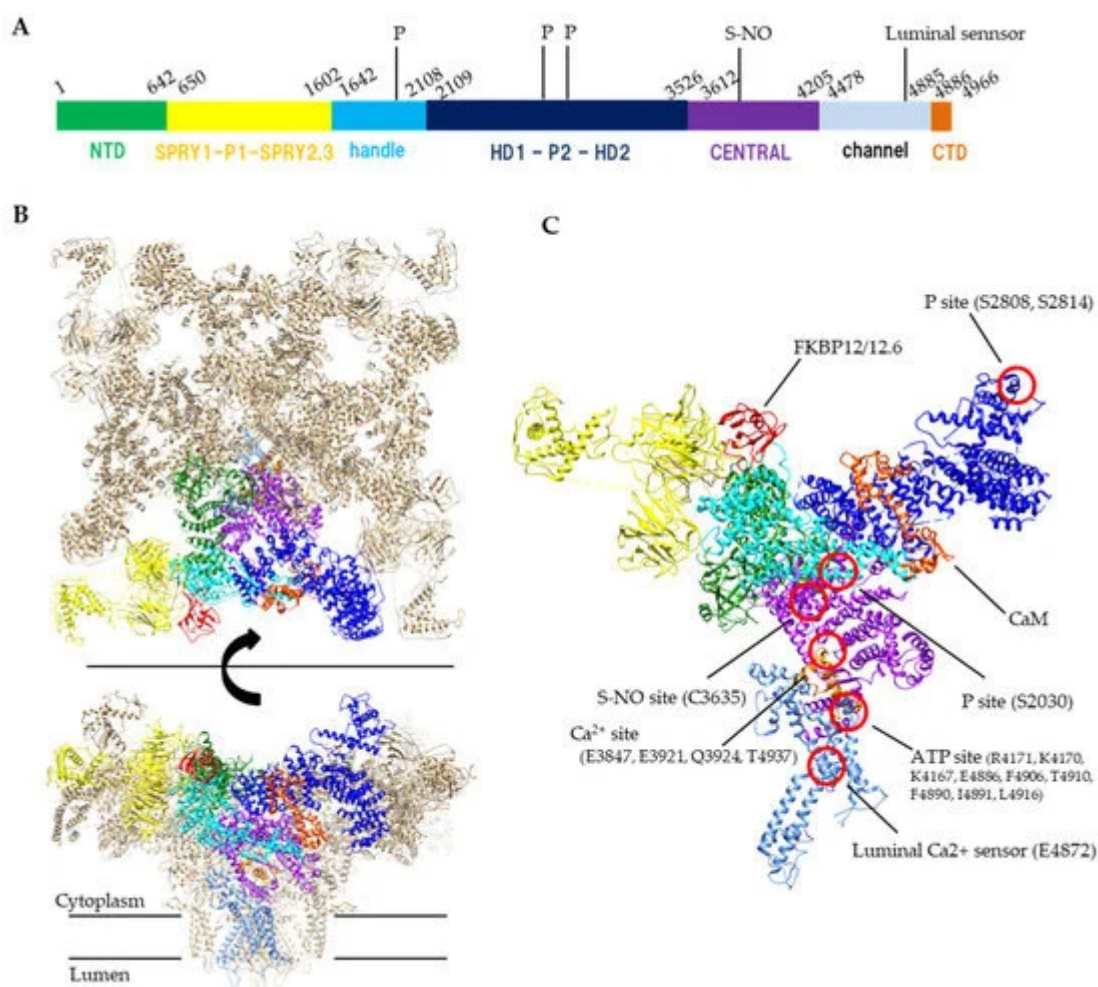 A
P
P P
S-NO
Luminal sennsor
1
642
650
1602
1642
2108
2109
3526
3612
4205
4478
4885
4886
4966
NTD
SPRY1-P1-SPRY2.3
handle
HD1 - P2 - HD2
CENTRAL
channel
CTD
B
C
P site (S2808, S2814)
FKBP12/12.6
CaM
S-NO site (C3635)
P site (S2030)
Ca²⁺ site
(E3847, E3921, Q3924, T4937)
ATP site (R4171, K4170,
K4167, E4886, F4906, T4910,
F4890, I4891, L4916)
Luminal Ca2+ sensor (E4872)
Cytoplasm
Lumen